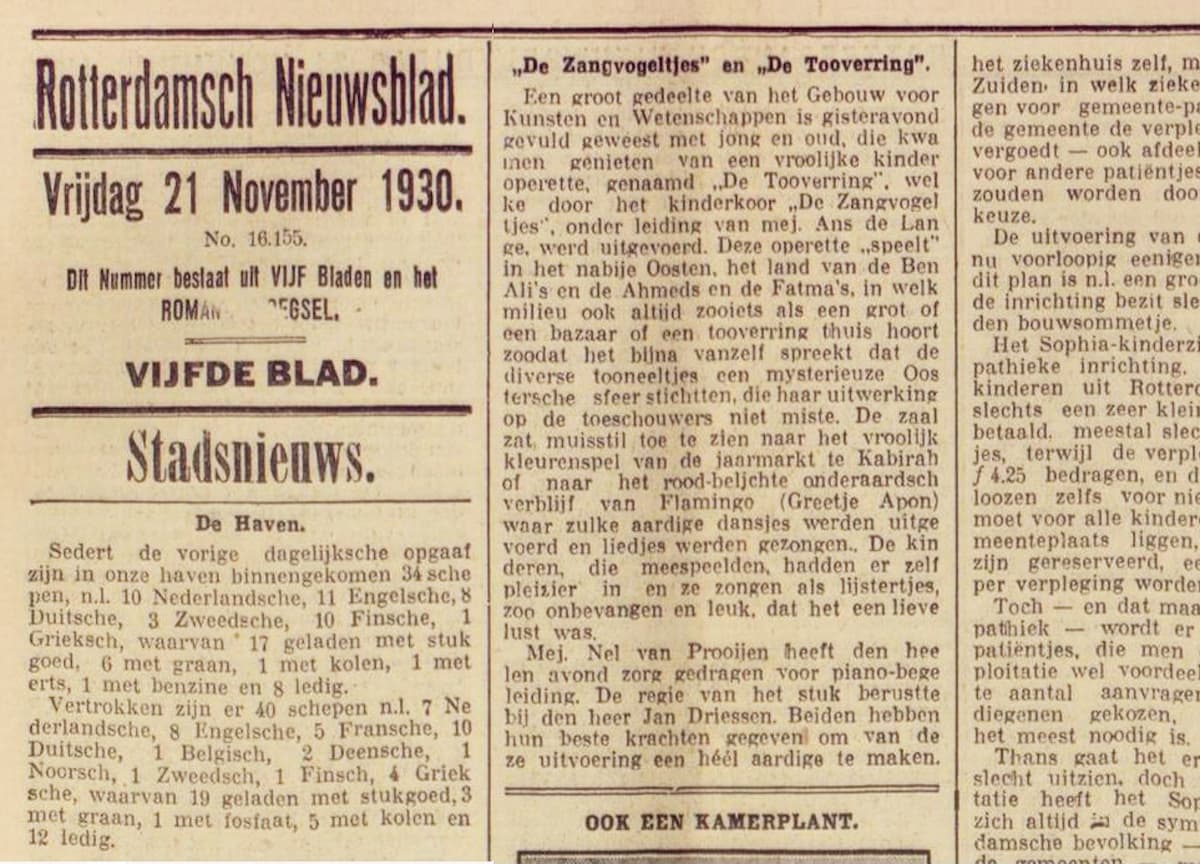 Rotterdamsch Nieuwsblad.
Vrijdag 21 November 1930.
No. 16.155.
Dit Nummer bestaat uit VIJF Bladen en het
VIJFDE BLAD.
Stadsnieuws.
De Haven.
Sedert de vorige dagelijksche opgaaf
zijn in onze haven binnengekomen 34 sche
pen, n.l. 10 Nederlandsche, 11 Engelsche, 8
Duitsche, 3 Zweedsche, 10 Finsche, 1
Grieksch, waarvan 17 geladen met stuk
goed, 6 met graan, 1 met kolen, 1 met
erts, 1 met benzine en 8 ledig.
Vertrokken zijn er 40 schepen n.l. 7 Ne
derlandsche, 8 Engelsche, 5 Fransche, 10
Duitsche, 1 Belgisch, 2 Deensche, 1
Noorsch, 1 Zweedsch, 1 Finsch, 4 Griek
sche, waarvan 19 geladen met stukgoed, 3
met graan, 1 met fosfaat, 5 met kolen en
12 ledig.
„De Zangvogeltjes” en „De Tooverring”.
Een groot gedeelte van het Gebouw voor
Kunsten en Wetenschappen is gisteravond
gevuld geweest met jong en oud, die kwa
men genieten van een vroolijke kinder
operette, genaamd „De Tooverring”, wel
ke door het kinderkoor „De Zangvogel
tjes”, onder leiding van mej. Ans de Lan
ge, werd uitgevoerd. Deze operette „speelt”
in het nabije Oosten, het land van de Ben
Ali's en de Ahmeds en de Fatma's, in welk
milieu ook altijd zooiets als een grot of
een bazaar of een tooverring thuis hoort
zoodat het bijna vanzelf spreekt dat de
diverse tooneeltjes een mysterieuze Oos
tersche sfeer stichtten, die haar uitwerking
op de toeschouwers niet miste. De zaal
zat muisstil toe te zien naar het vroolijk
kleurenspel van de jaarmarkt te Kabirah
of naar het rood-beljchte onderaardsch
verblijf van Flamingo (Greetje Apon)
waar zulke aardige dansjes werden uitge
voerd en liedjes werden gezongen.. De kin
deren, die meespeelden, hadden er zelf
pleizier in en ze zongen als lijstertjes,
zoo onbevangen en leuk, dat het een lieve
lust was.
Mej. Nel van Prooijen heeft den hee
len avond zorg gedragen voor piano-bege
leiding. De regie van het stuk berustte
bij den heer Jan Driessen. Beiden hebben
hun beste krachten gegeven om van de
ze uitvoering een héél aardige te maken.
OOK EEN KAMERPLANT.
het ziekenhuis zelf, m
Zuiden, in welk zieke
gen voor gemeente-p
de gemeente de verple
vergoedt — ook afdeel
voor andere patiëntjes
zouden worden doo
keuze.
De uitvoering van
nu voorloopig eeniger
dit plan is n.l. een gro
de inrichting bezit sle
den bouwsommetje.
Het Sophia-kinderzi
pathieke inrichting.
kinderen uit Rotterd
slechts een zeer klei
betaald. meestal slec
jes, terwijl de verple
f 4.25 bedragen, en d
loozen zelfs voor nie
moet voor alle kinder
meenteplaats liggen,
zijn gereserveerd, ee
per verpleging worde
Toch — en dat maa
pathiek — wordt er
patiëntjes, die men
ploitatie wel voordeel
te aantal aanvragen
diegenen gekozen,
het meest noodig is.
Thans gaat het er
slecht uitzien, doch
tatie heeft het Sop
zich altijd in de sym
damsche bevolking —
de gemeenten